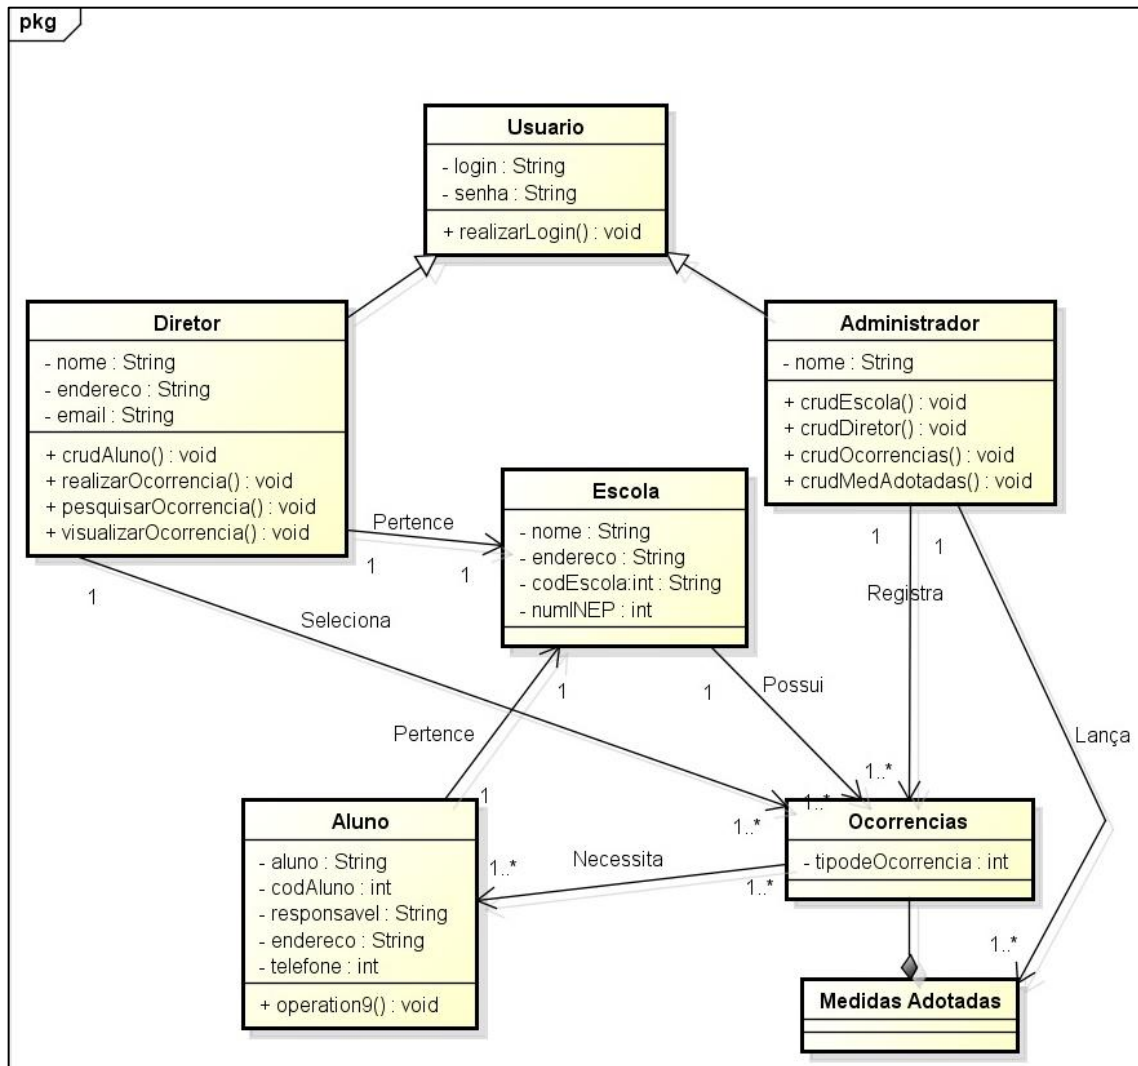 pkg
Usuario
- login : String
- senha : String
+ realizarLogin() : void
Diretor
- nome : String
- endereco : String
- email : String
+ crudAluno() : void
+ realizarOcorrencia() : void
+ pesquisarOcorrencia() : void
+ visualizarOcorrencia() : void
Administrador
- nome : String
+ crudEscola() : void
+ crudDiretor() : void
+ crudOcorrencias() : void
+ crudMedAdotadas() : void
Escola
- nome : String
- endereco : String
- codEscola:int : String
- numINEP : int
Pertence
1
1
1
Seleciona
1
1
Registra
1
1
Possui
Pertence
Lança
1
1..*
1..*
1..*
Aluno
- aluno : String
- codAluno : int
- responsavel : String
- endereco : String
- telefone : int
+ operation9() : void
1..*
Necessita
1..*
Ocorrencias
- tipodeOcorrencia : int
1..*
Medidas Adotadas